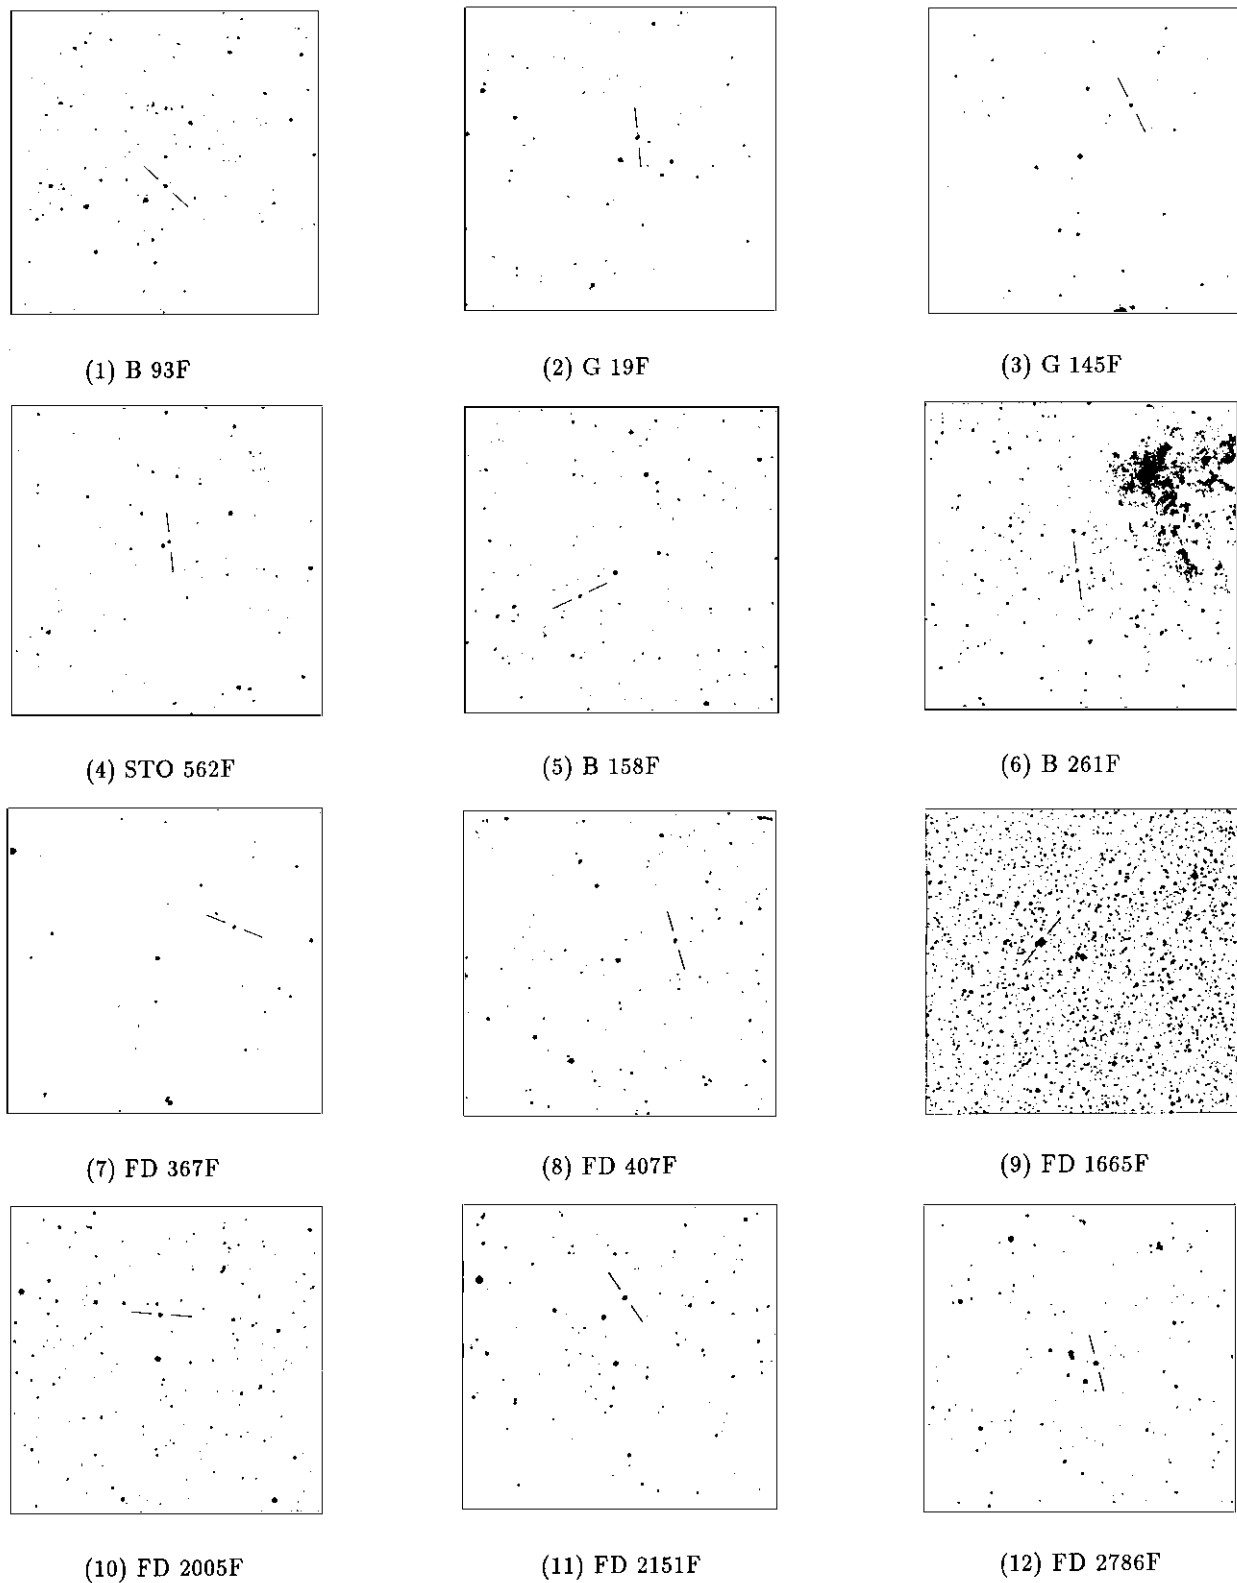 (1) B 93F
(2) G 19F
(3) G 145F
(4) STO 562F
(5) B 158F
(6) B 261F
(7) FD 367F
(8) FD 407F
(9) FD 1665F
(10) FD 2005F
(11) FD 2151F
(12) FD 2786F